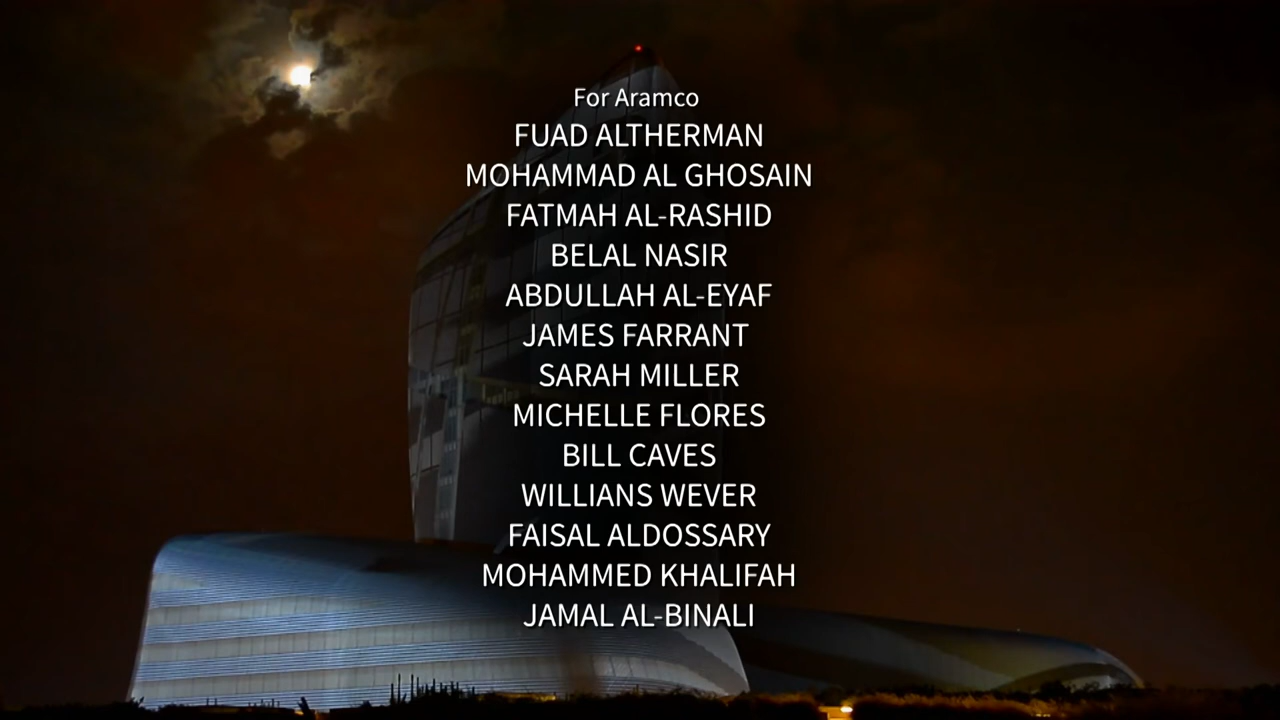 For Aramco
FUAD ALTHERMAN
MOHAMMAD AL GHOSAIN
FATMAH AL-RASHID
BELAL NASIR
ABDULLAH AL-EYAF
JAMES FARRANT
SARAH MILLER
MICHELLE FLORES
BILL CAVES
WILLIANS WEVER
FAISAL ALDOSSARY
MOHAMMED KHALIFAH
JAMAL AL-BINALI